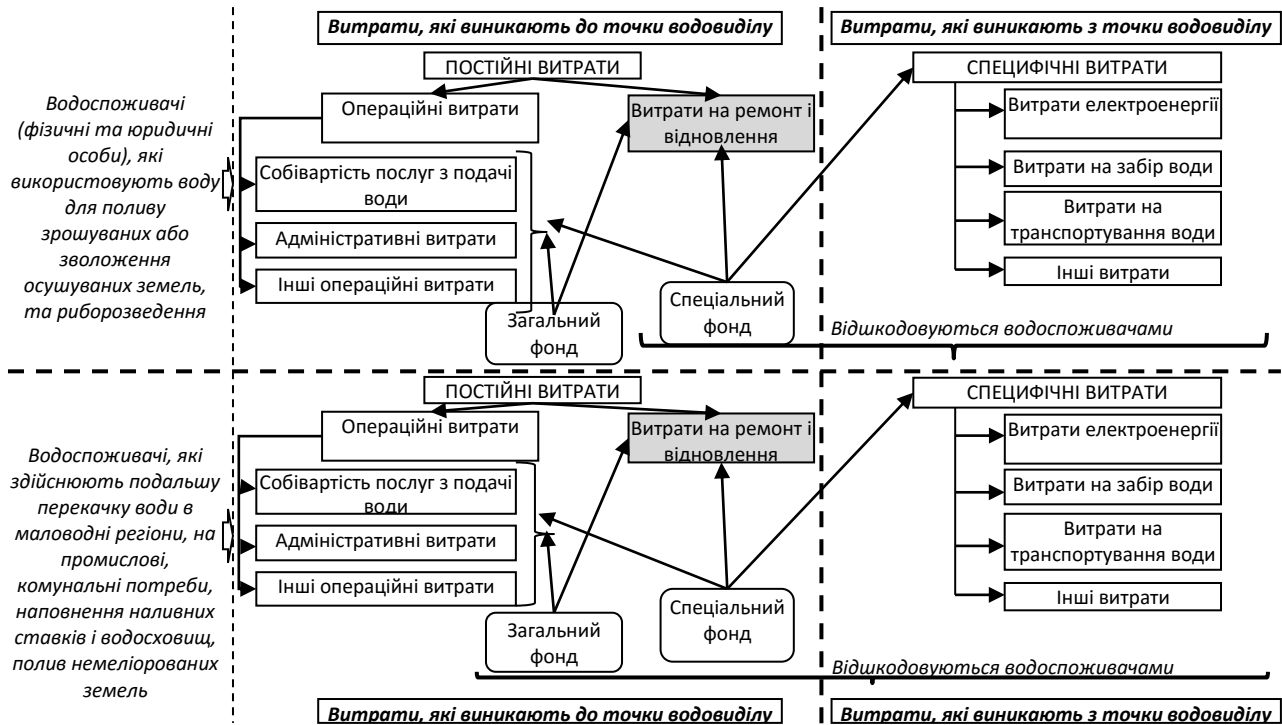 Витрати, які виникають до точки водовиділу
Витрати, які виникають з точки водовиділу
Водоспоживачі
(фізичні та юридичні
особи), які
використовують воду
для поливу
зрошуваних або
зволоження
осушуваних земель,
та риборозведення
ПОСТІЙНІ ВИТРАТИ
Операційні витрати
Витрати на ремонт і
відновлення
Собівартість послуг з подачі
води
Адміністративні витрати
Інші операційні витрати
Загальний
фонд
Спеціальний
фонд
СПЕЦИФІЧНІ ВИТРАТИ
Витрати електроенергії
Витрати на забір води
Витрати на
транспортування води
Інші витрати
Відшкодовуються водоспоживачами
Водоспоживачі, які
здійснюють подальшу
перекачку води в
маловодні регіони, на
промислові,
комунальні потреби,
наповнення наливних
ставків і водосховищ,
полив немеліорованих
земель
ПОСТІЙНІ ВИТРАТИ
Операційні витрати
Витрати на ремонт і
відновлення
Собівартість послуг з подачі
води
Адміністративні витрати
Інші операційні витрати
Загальний
фонд
Спеціальний
фонд
СПЕЦИФІЧНІ ВИТРАТИ
Витрати електроенергії
Витрати на забір води
Витрати на
транспортування води
Інші витрати
Відшкодовуються водоспоживачами
Витрати, які виникають до точки водовиділу
Витрати, які виникають з точки водовиділу